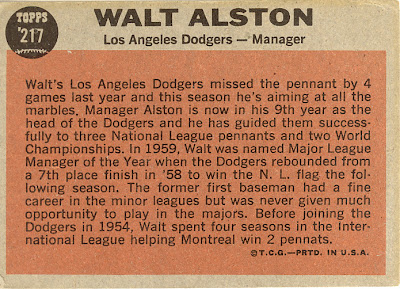 TOPPS
'217
WALT ALSTON
Los Angeles Dodgers — Manager
Walt's Los Angeles Dodgers missed the pennant by 4
games last year and this season he's aiming at all the
marbles. Manager Alston is now in his 9th year as the
head of the Dodgers and he has guided them success-
fully to three National League pennants and two World
Championships. In 1959, Walt was named Major League
Manager of the Year when the Dodgers rebounded from
a 7th place finish in '58 to win the N. L. flag the fol-
lowing season. The former first baseman had a fine
career in the minor leagues but was never given much
opportunity to play in the majors. Before joining the
Dodgers in 1954, Walt spent four seasons in the Inter-
national League helping Montreal win 2 pennats.
©T.C.G.—PRTD. IN U.S.A.